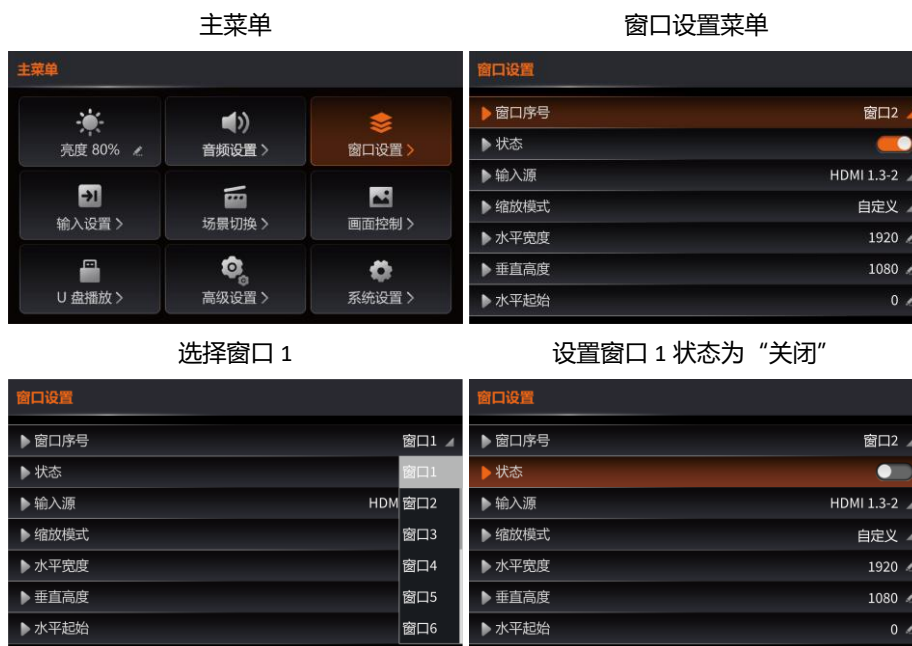 主菜单
窗口设置菜单
主菜单
亮度 80%
音频设置 >
窗口设置 >
输入设置 >
场景切换 >
画面控制 >
U 盘播放 >
高级设置 >
系统设置 >
窗口设置
窗口序号 窗口2
状态
输入源 HDMI 1.3-2
缩放模式 自定义
水平宽度 1920
垂直高度 1080
水平起始 0
选择窗口 1
设置窗口 1 状态为“关闭”
窗口设置
窗口序号 窗口1
状态 窗口1
输入源 HDM 窗口2
缩放模式 窗口3
水平宽度 窗口4
垂直高度 窗口5
水平起始 窗口6
窗口设置
窗口序号 窗口2
状态
输入源 HDMI 1.3-2
缩放模式 自定义
水平宽度 1920
垂直高度 1080
水平起始 0